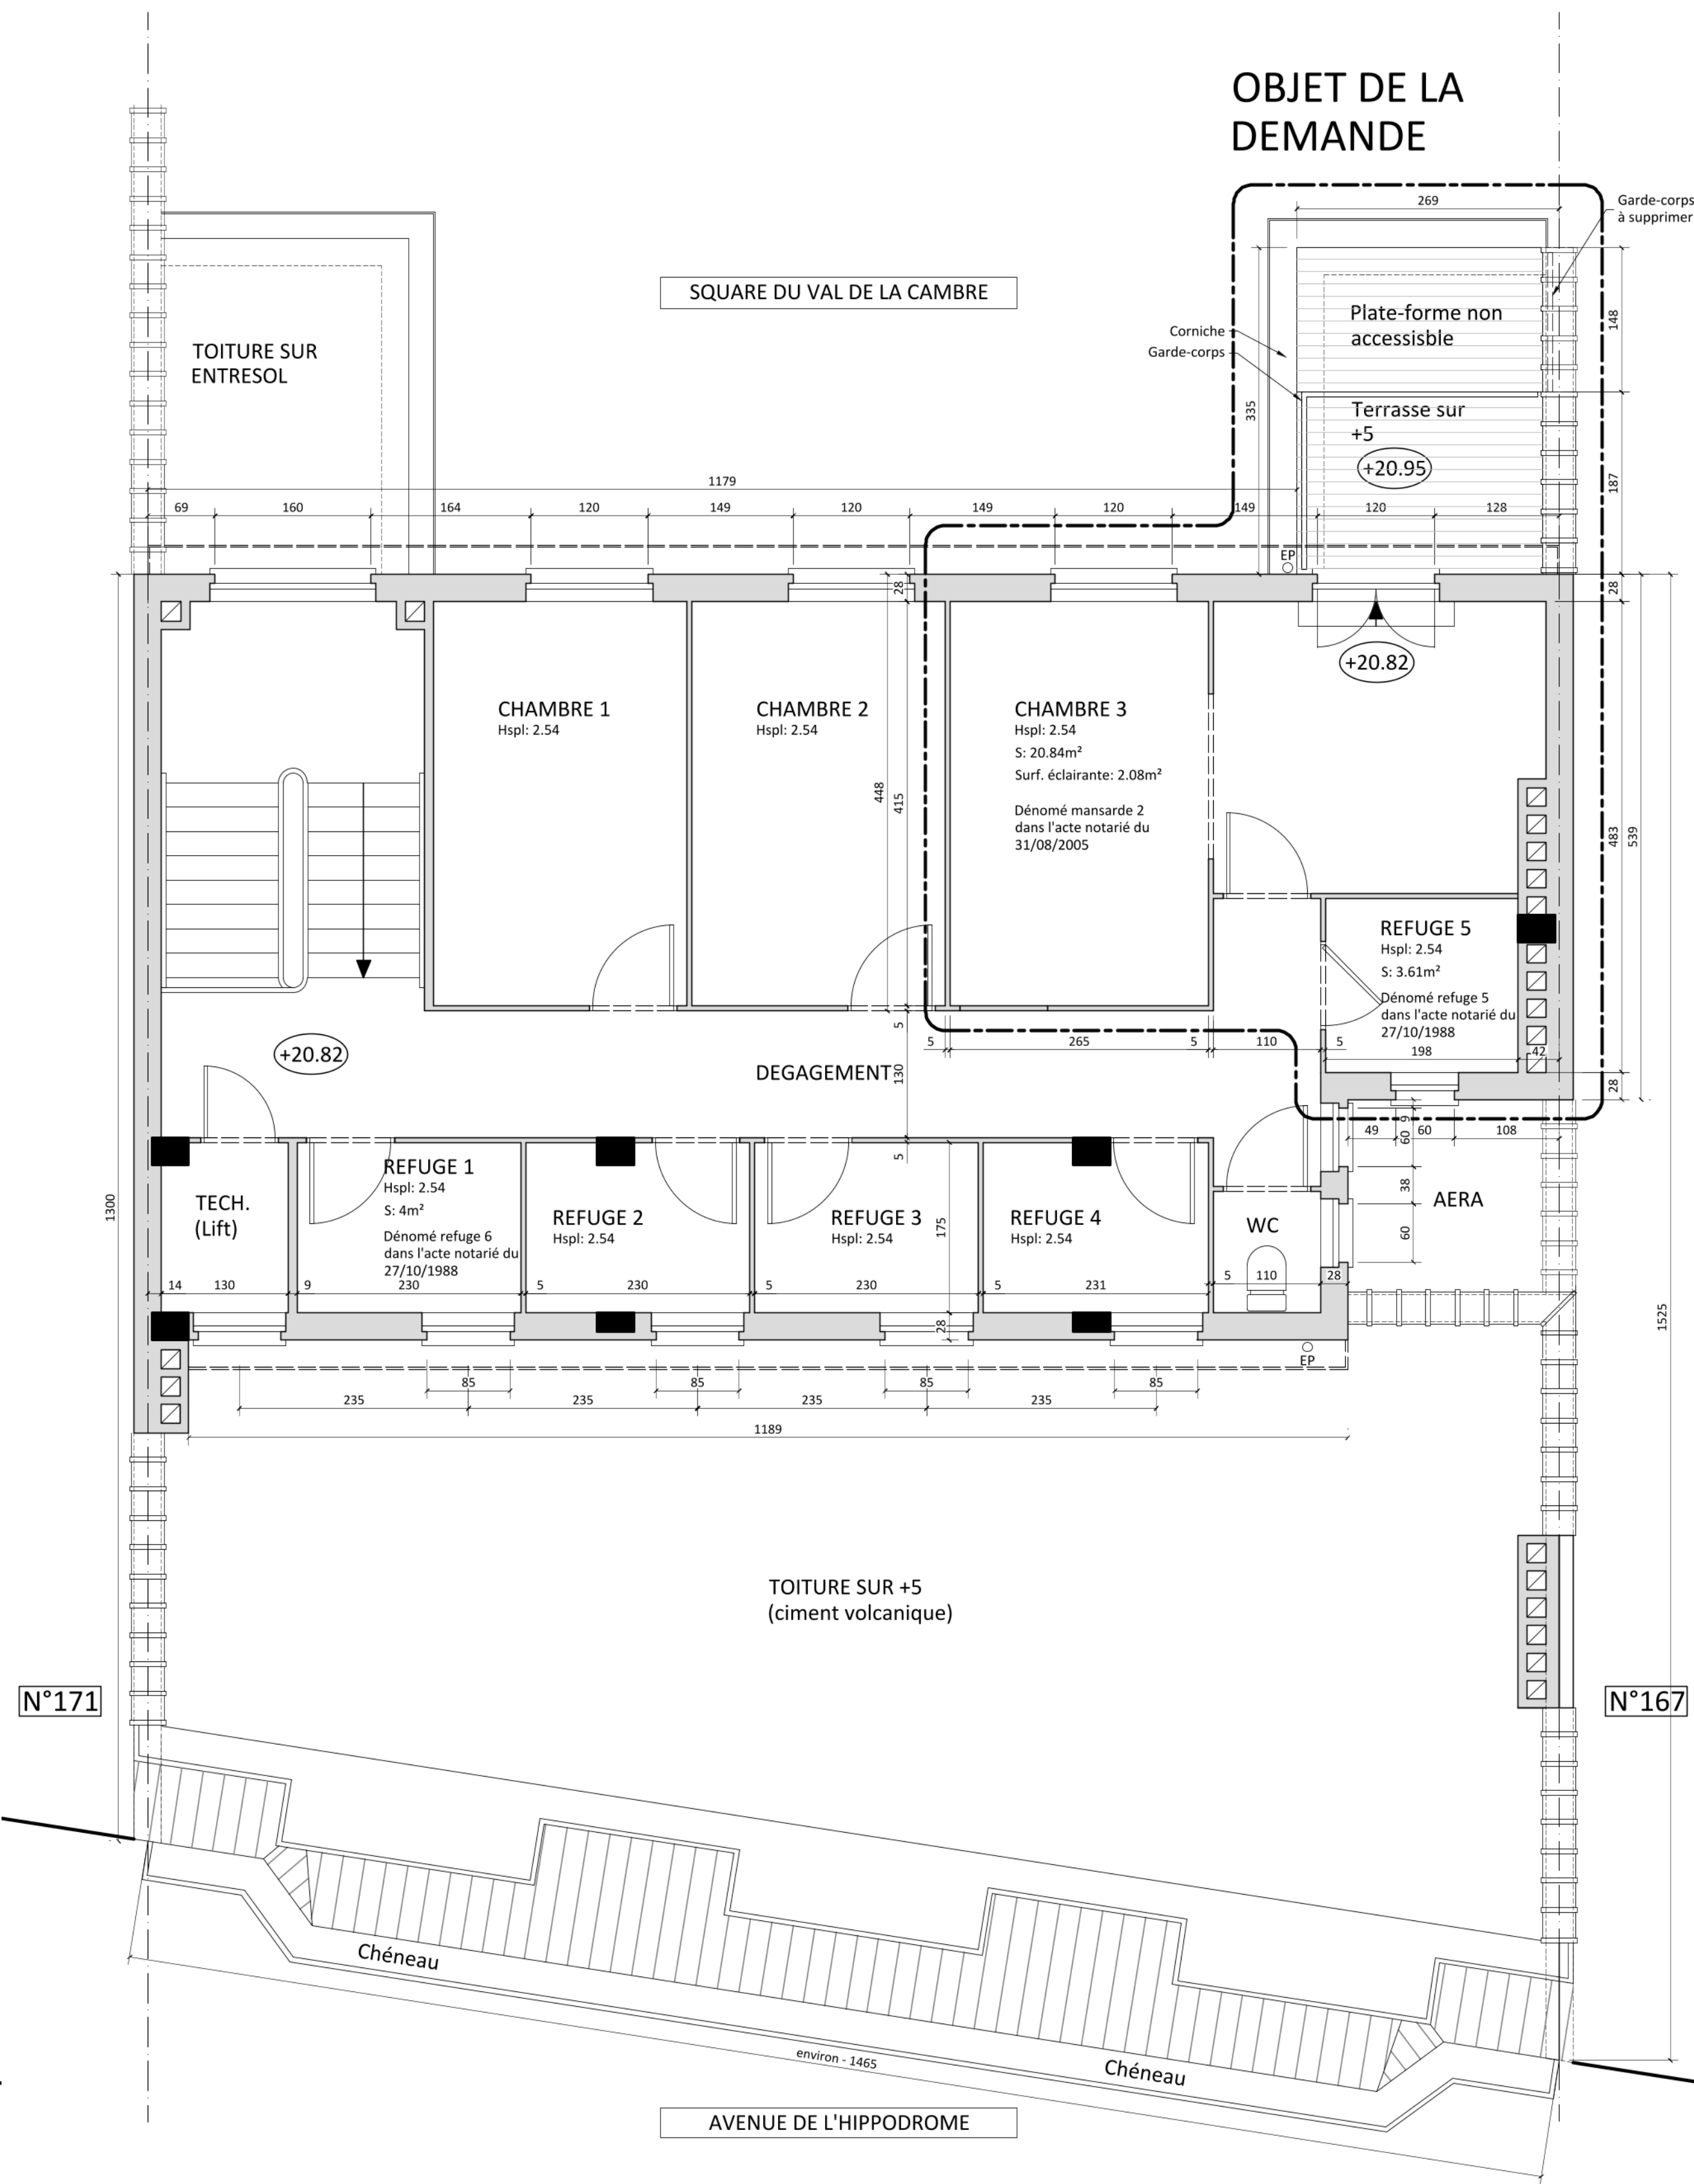 OBJET DE LA
DEMANDE
269
Garde-corps
à supprimer
SQUARE DU VAL DE LA CAMBRE
Plate-forme non
accessisble
148
Corniche
Garde-corps
TOITURE SUR
ENTRESOL
335
Terrasse sur
+5
+20.95
187
1179
69
160
164
120
149
120
149
120
149
120
128
EP
28
28
+20.82
CHAMBRE 1
Hspl: 2.54
CHAMBRE 2
Hspl: 2.54
CHAMBRE 3
Hspl: 2.54
S: 20.84m²
Surf. éclairante: 2.08m²
Dénomé mansarde 2
dans l'acte notarié du
31/08/2005
448
415
483
539
REFUGE 5
Hspl: 2.54
S: 3.61m²
Dénomé refuge 5
dans l'acte notarié du
27/10/1988
5
5
265
5
110
5
198
42
+20.82
DEGAGEMENT
130
28
49
60
108
9
60
38
60
AERA
5
TECH.
(Lift)
REFUGE 1
Hspl: 2.54
S: 4m²
Dénomé refuge 6
dans l'acte notarié du
27/10/1988
REFUGE 2
Hspl: 2.54
REFUGE 3
Hspl: 2.54
175
REFUGE 4
Hspl: 2.54
WC
1300
14
130
9
230
5
230
5
230
5
231
5
110
28
28
1525
EP
85
85
85
85
235
235
235
235
1189
TOITURE SUR +5
(ciment volcanique)
N°171
N°167
Chéneau
environ - 1465
Chéneau
AVENUE DE L'HIPPODROME